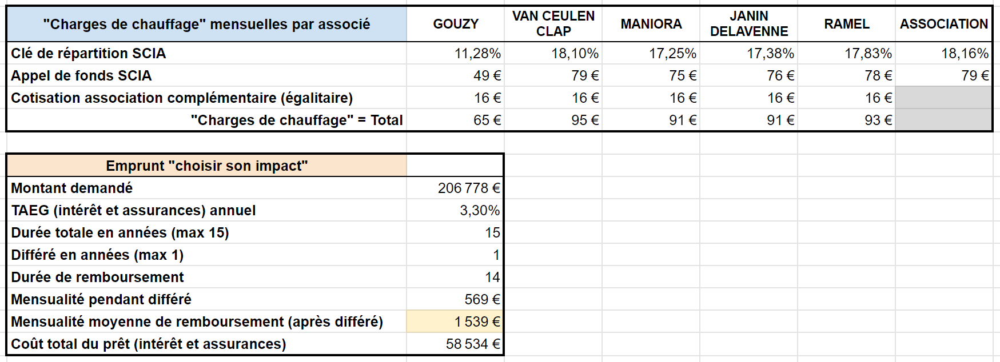 "Charges de chauffage" mensuelles par associé GOUZY VAN CEULEN CLAP MANIORA JANIN DELAVENNE RAMEL ASSOCIATION
Clé de répartition SCIA 11,28% 18,10% 17,25% 17,38% 17,83% 18,16%
Appel de fonds SCIA 49 € 79 € 75 € 76 € 78 € 79 €
Cotisation association complémentaire (égalitaire) 16 € 16 € 16 € 16 € 16 €
"Charges de chauffage" = Total 65 € 95 € 91 € 91 € 93 €
Emprunt "choisir son impact"
Montant demandé 206 778 €
TAEG (intérêt et assurances) annuel 3,30%
Durée totale en années (max 15) 15
Différé en années (max 1) 1
Durée de remboursement 14
Mensualité pendant différé 569 €
Mensualité moyenne de remboursement (après différé) 1 539 €
Coût total du prêt (intérêt et assurances) 58 534 €